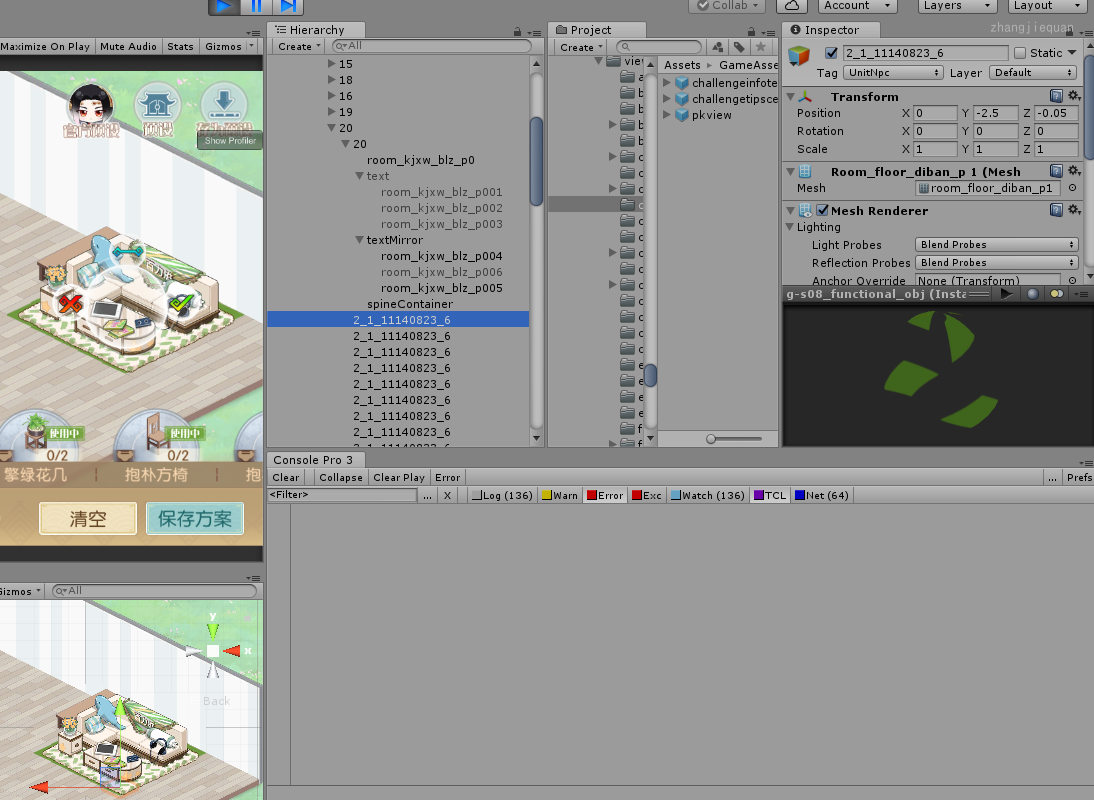 Collab
Account
Layers
Layout
zhangjiequan
Maximize On Play
Mute Audio
Stats
Gizmos
Show Profiler
使用中
0/2
使用中
0/2
擎绿花几
抱朴方椅
抱
清空
保存方案
Gizmos
All
y
x
Back
Hierarchy
Create
All
15
18
16
19
20
20
room_kjxw_blz_p0
text
room_kjxw_blz_p001
room_kjxw_blz_p002
room_kjxw_blz_p003
textMirror
room_kjxw_blz_p004
room_kjxw_blz_p006
room_kjxw_blz_p005
spineContainer
2_1_11140823_6
2_1_11140823_6
2_1_11140823_6
2_1_11140823_6
2_1_11140823_6
2_1_11140823_6
2_1_11140823_6
2_1_11140823_6
Project
Create
view
Assets
GameAsse
challengeinfote
challengetipsce
pkview
Inspector
2_1_11140823_6
Static
Tag
UnitNpc
Layer
Default
Transform
Position
X 0
Y -2.5
Z -0.05
Rotation
X 0
Y 0
Z 0
Scale
X 1
Y 1
Z 1
Room_floor_diban_p 1 (Mesh
Mesh
room_floor_diban_p1
Mesh Renderer
Lighting
Light Probes
Blend Probes
Reflection Probes
Blend Probes
Anchor Override
None (Transform)
g-s08_functional_obj (Insta
Console Pro 3
Clear
Collapse
Clear Play
Error
...
Prefs
<Filter>
...
X
Log (136)
Warn
Error
Exc
Watch (136)
TCL
Net (64)